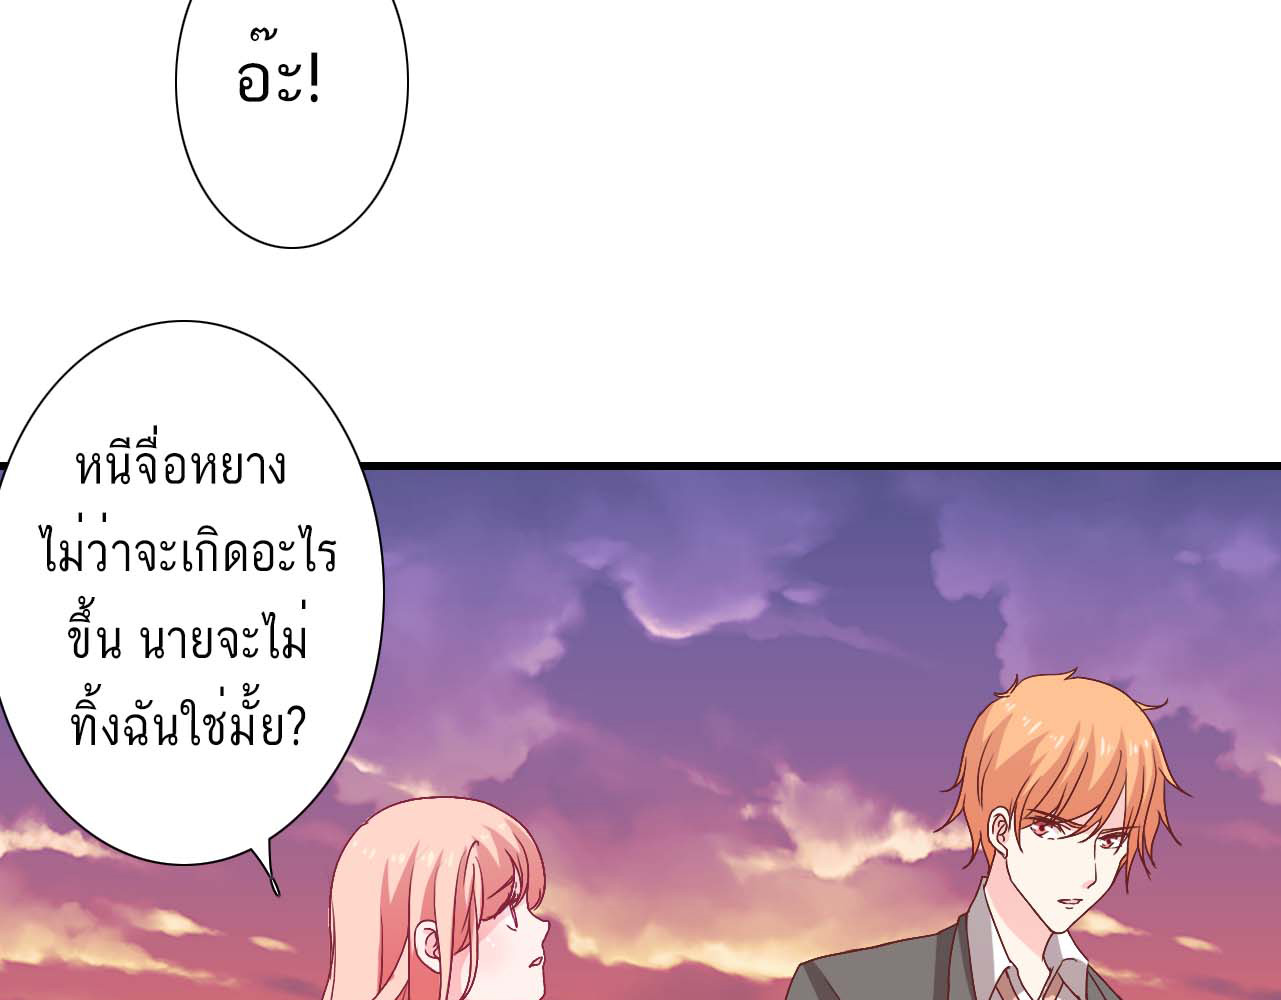 อ๊ะ!
หนีจื่อหยาง
ไม่ว่าจะเกิดอะไร
ขึ้น นายจะไม่
ทิ้งฉันใช่มั้ย?